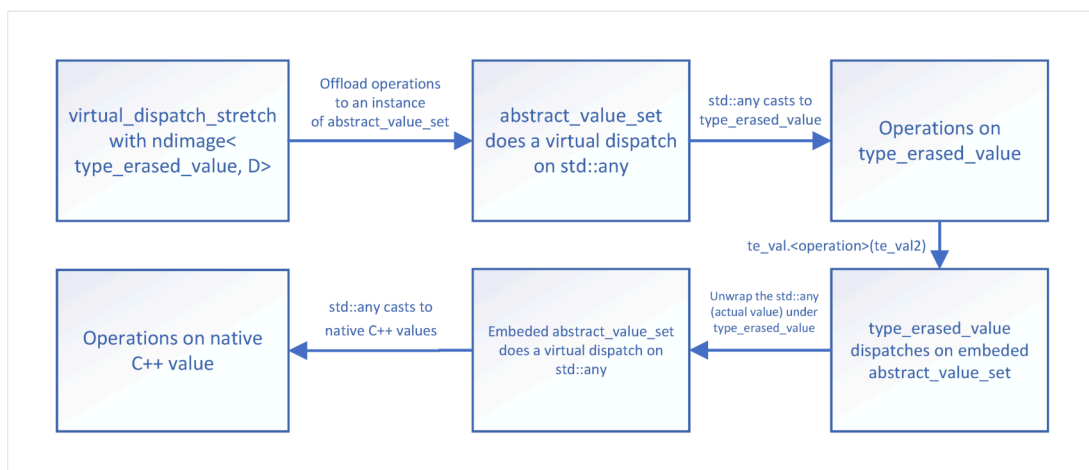 virtual_dispatch_stretch
with ndimage<
type_erased_value, D>
Offload operations
to an instance
of abstract_value_set
abstract_value_set
does a virtual dispatch
on std::any
std::any casts to
type_erased_value
Operations on
type_erased_value
te_val.<operation>(te_val2)
type_erased_value
dispatches on embeded
abstract_value_set
Unwrap the std::any
(actual value) under
type_erased_value
Embeded abstract_value_set
does a virtual dispatch on
std::any
std::any casts to
native C++ values
Operations on native
C++ value